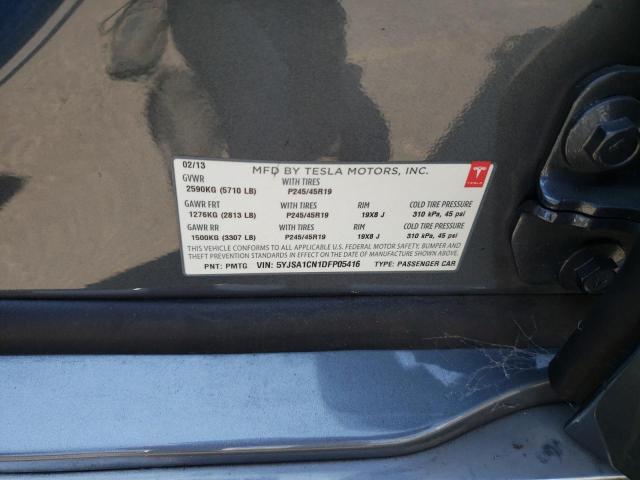 02/13 MFD BY TESLA MOTORS, INC. TESLA
GVWR WITH TIRES
2590KG (5710 LB) P245/45R19
GAWR FRT WITH TIRES RIM COLD TIRE PRESSURE
1276KG (2813 LB) P245/45R19 19X8 J 310 kPa, 45 psi
GAWR RR WITH TIRES RIM COLD TIRE PRESSURE
1500KG (3307 LB) P245/45R19 19X8 J 310 kPa, 45 psi
THIS VEHICLE CONFORMS TO ALL APPLICABLE U.S. FEDERAL MOTOR SAFETY, BUMPER AND
THEFT STANDARDS IN EFFECT ON THE DATE OF MANUFACTURE SHOWN ABOVE.
PNT: PMTG VIN: 5YJSA1CN1DFP05416 TYPE: PASSENGER CAR